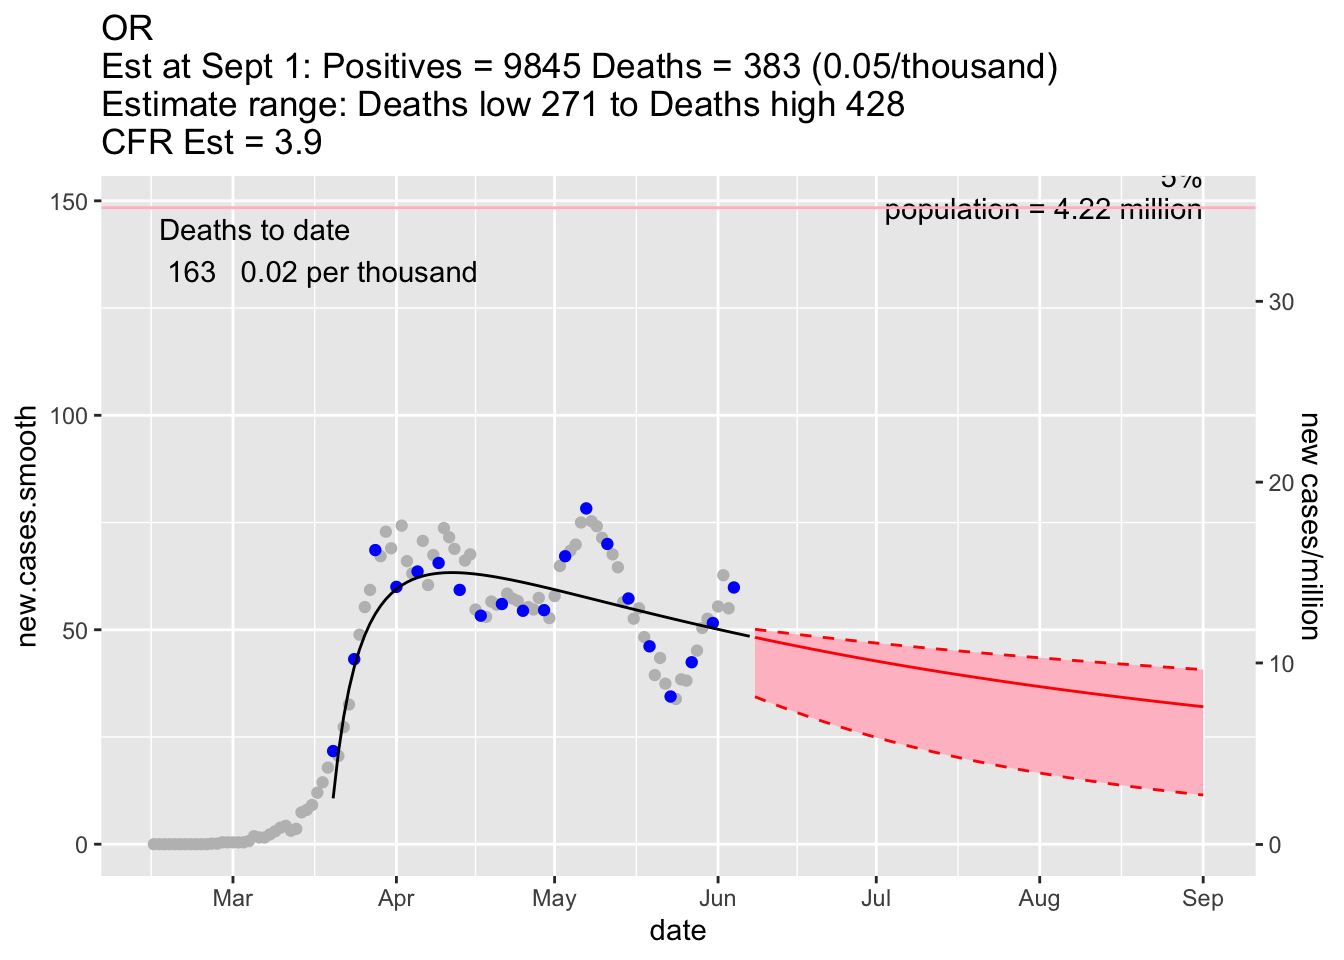 OR
Est at Sept 1: Positives = 9845 Deaths = 383 (0.05/thousand)
Estimate range: Deaths low 271 to Deaths high 428
CFR Est = 3.9
5%
population = 4.22 million
Deaths to date
163 0.02 per thousand
150
100
50
0
new.cases.smooth
30
20
10
0
new cases/million
Mar Apr May Jun Jul Aug Sep
date